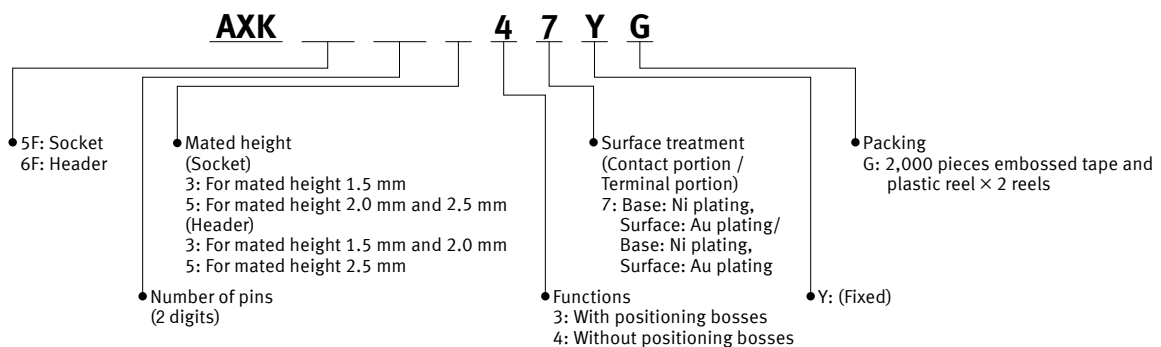 AXK 4 7 Y G
5F: Socket
6F: Header
Mated height
(Socket)
3: For mated height 1.5 mm
5: For mated height 2.0 mm and 2.5 mm
(Header)
3: For mated height 1.5 mm and 2.0 mm
5: For mated height 2.5 mm
Surface treatment
(Contact portion /
Terminal portion)
7: Base: Ni plating,
Surface: Au plating/
Base: Ni plating,
Surface: Au plating
Packing
G: 2,000 pieces embossed tape and
plastic reel × 2 reels
Number of pins
(2 digits)
Functions
3: With positioning bosses
4: Without positioning bosses
Y: (Fixed)